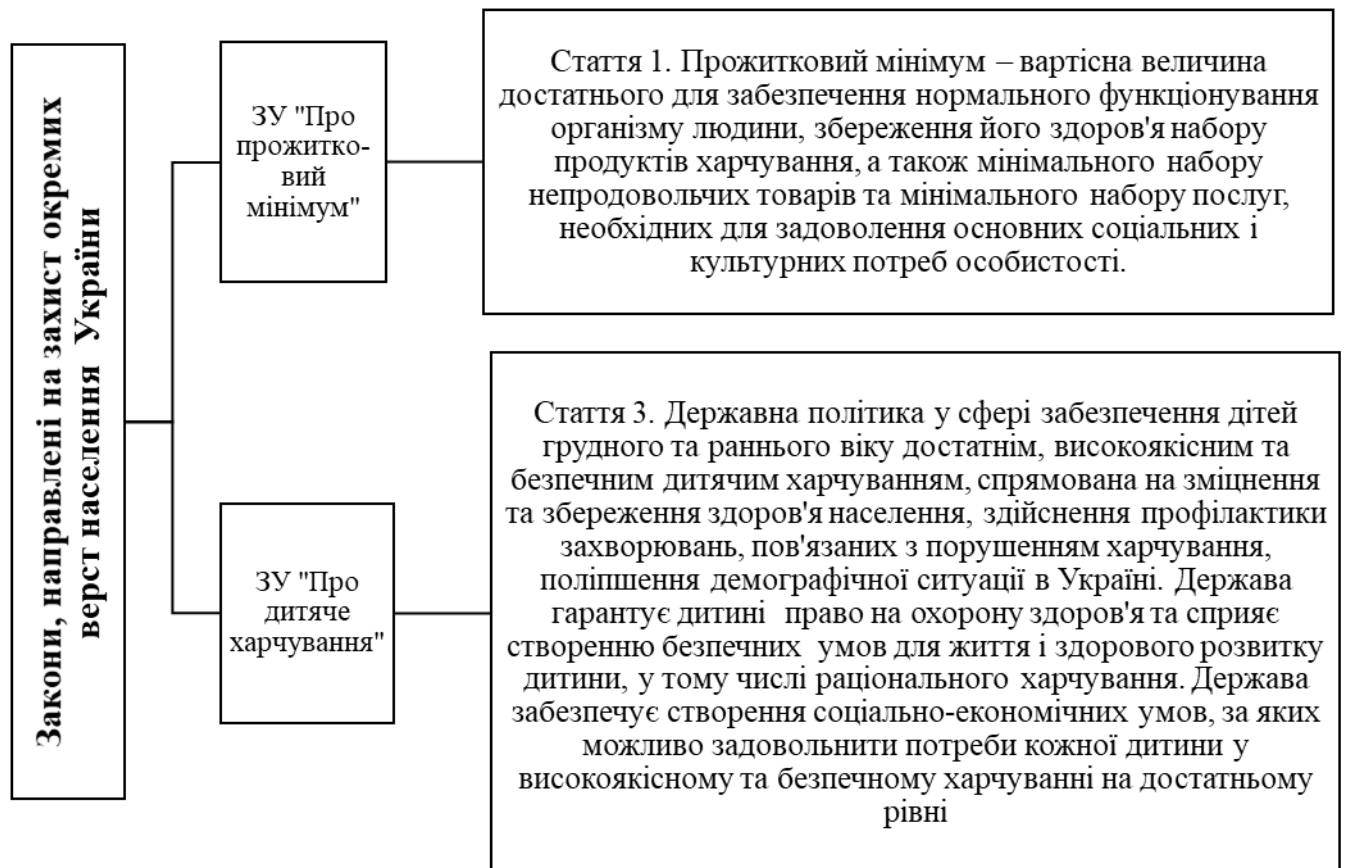 Закони, направлені на захист окремих
верст населення України
ЗУ "Про
прожитко-
вий
мінімум"
Стаття 1. Прожитковий мінімум – вартісна величина
достатнього для забезпечення нормального функціонування
організму людини, збереження його здоров'я набору
продуктів харчування, а також мінімального набору
непродовольчих товарів та мінімального набору послуг,
необхідних для задоволення основних соціальних і
культурних потреб особистості.
ЗУ "Про
дитяче
харчування"
Стаття 3. Державна політика у сфері забезпечення дітей
грудного та раннього віку достатнім, високоякісним та
безпечним дитячим харчуванням, спрямована на зміцнення
та збереження здоров'я населення, здійснення профілактики
захворювань, пов'язаних з порушенням харчування,
поліпшення демографічної ситуації в Україні. Держава
гарантує дитині право на охорону здоров'я та сприяє
створенню безпечних умов для життя і здорового розвитку
дитини, у тому числі раціонального харчування. Держава
забезпечує створення соціально-економічних умов, за яких
можливо задовольнити потреби кожної дитини у
високоякісному та безпечному харчуванні на достатньому
рівні